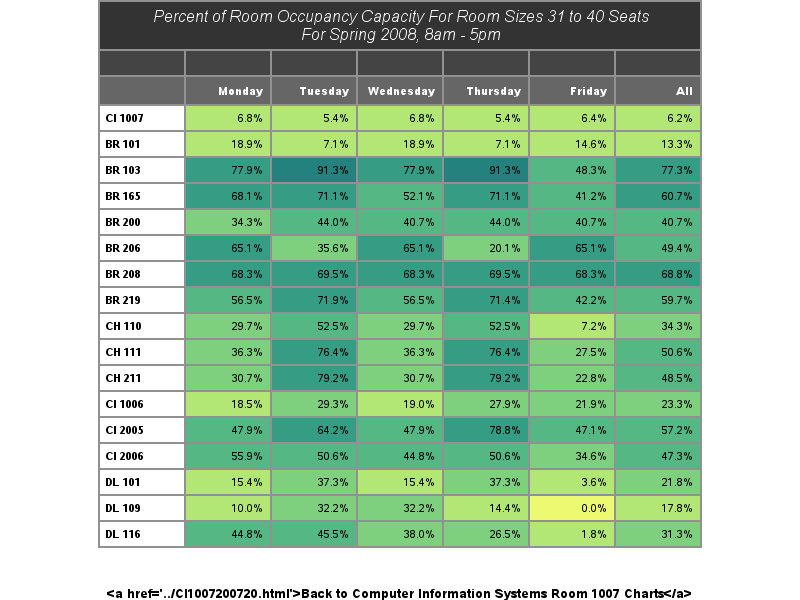 Percent of Room Occupancy Capacity For Room Sizes 31 to 40 Seats
For Spring 2008, 8am - 5pm
Monday Tuesday Wednesday Thursday Friday All
CI 1007 6.8% 5.4% 6.8% 5.4% 6.4% 6.2%
BR 101 18.9% 7.1% 18.9% 7.1% 14.6% 13.3%
BR 103 77.9% 91.3% 77.9% 91.3% 48.3% 77.3%
BR 165 68.1% 71.1% 52.1% 71.1% 41.2% 60.7%
BR 200 34.3% 44.0% 40.7% 44.0% 40.7% 40.7%
BR 206 65.1% 35.6% 65.1% 20.1% 65.1% 49.4%
BR 208 68.3% 69.5% 68.3% 69.5% 68.3% 68.8%
BR 219 56.5% 71.9% 56.5% 71.4% 42.2% 59.7%
CH 110 29.7% 52.5% 29.7% 52.5% 7.2% 34.3%
CH 111 36.3% 76.4% 36.3% 76.4% 27.5% 50.6%
CH 211 30.7% 79.2% 30.7% 79.2% 22.8% 48.5%
CI 1006 18.5% 29.3% 19.0% 27.9% 21.9% 23.3%
CI 2005 47.9% 64.2% 47.9% 78.8% 47.1% 57.2%
CI 2006 55.9% 50.6% 44.8% 50.6% 34.6% 47.3%
DL 101 15.4% 37.3% 15.4% 37.3% 3.6% 21.8%
DL 109 10.0% 32.2% 32.2% 14.4% 0.0% 17.8%
DL 116 44.8% 45.5% 38.0% 26.5% 1.8% 31.3%
<a href='../CI1007200720.html'>Back to Computer Information Systems Room 1007 Charts</a>